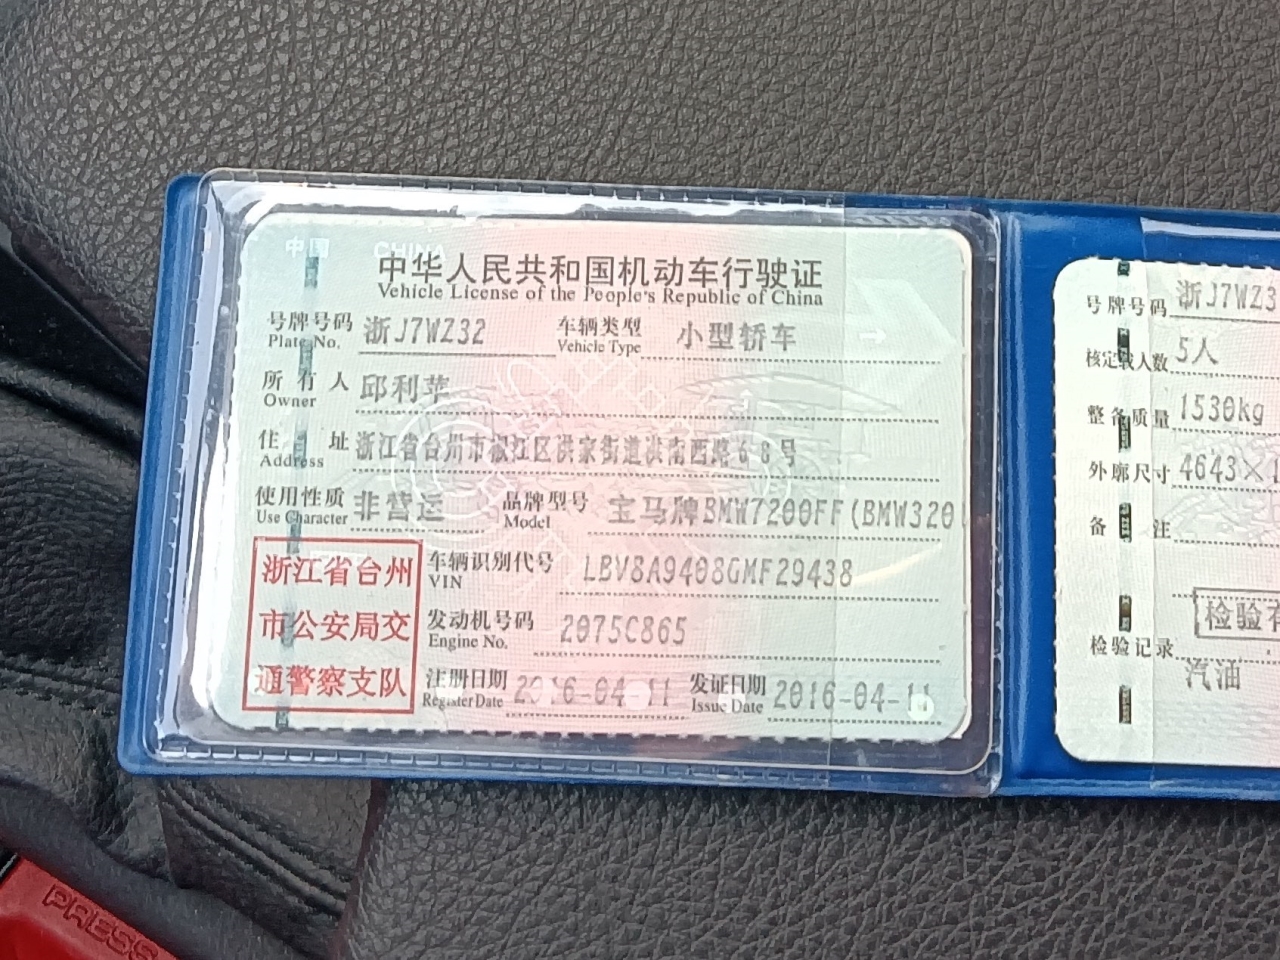 中国 CHINA
中华人民共和国机动车行驶证
Vehicle License of the People's Republic of China
号牌号码 浙J7WZ32 车辆类型 小型轿车
Plate No. Vehicle Type
所有人 邱利苹
Owner
住址 浙江省台州市椒江区洪家街道洪南西路68号
Address
使用性质 非营运 品牌型号 宝马牌BMW7200FF(BMW320
Use Character Model
浙江省台州
市公安局交
通警察支队
车辆识别代号 LBV8A9408GMF29438
VIN
发动机号码 2075C865
Engine No.
注册日期 2016-04-11 发证日期 2016-04-11
Register Date Issue Date
号牌号码 浙J7WZ3
核定载人数 5人
整备质量 1530kg
外廓尺寸 4643×1
备注
检验有
检验记录
汽油
PRESS